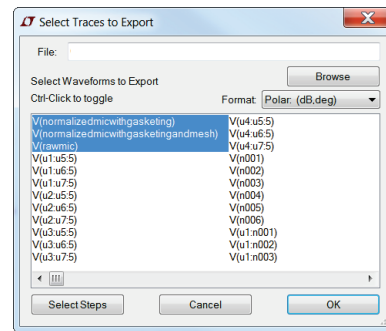 Select Traces to Export
File:
Browse
Select Waveforms to Export
Ctrl-Click to toggle
Format: Polar: (dB,deg)
V(normalizedmicwithgasketing)
V(normalizedmicwithgasketingandmesh)
V(rawmic)
V(u1:u5:5)
V(u1:u6:5)
V(u1:u7:5)
V(u2:u5:5)
V(u2:u6:5)
V(u2:u7:5)
V(u3:u5:5)
V(u3:u6:5)
V(u3:u7:5)
V(u4:u5:5)
V(u4:u6:5)
V(u4:u7:5)
V(n001)
V(n002)
V(n003)
V(n004)
V(n005)
V(n006)
V(u1:n001)
V(u1:n002)
V(u1:n003)
Select Steps
Cancel
OK